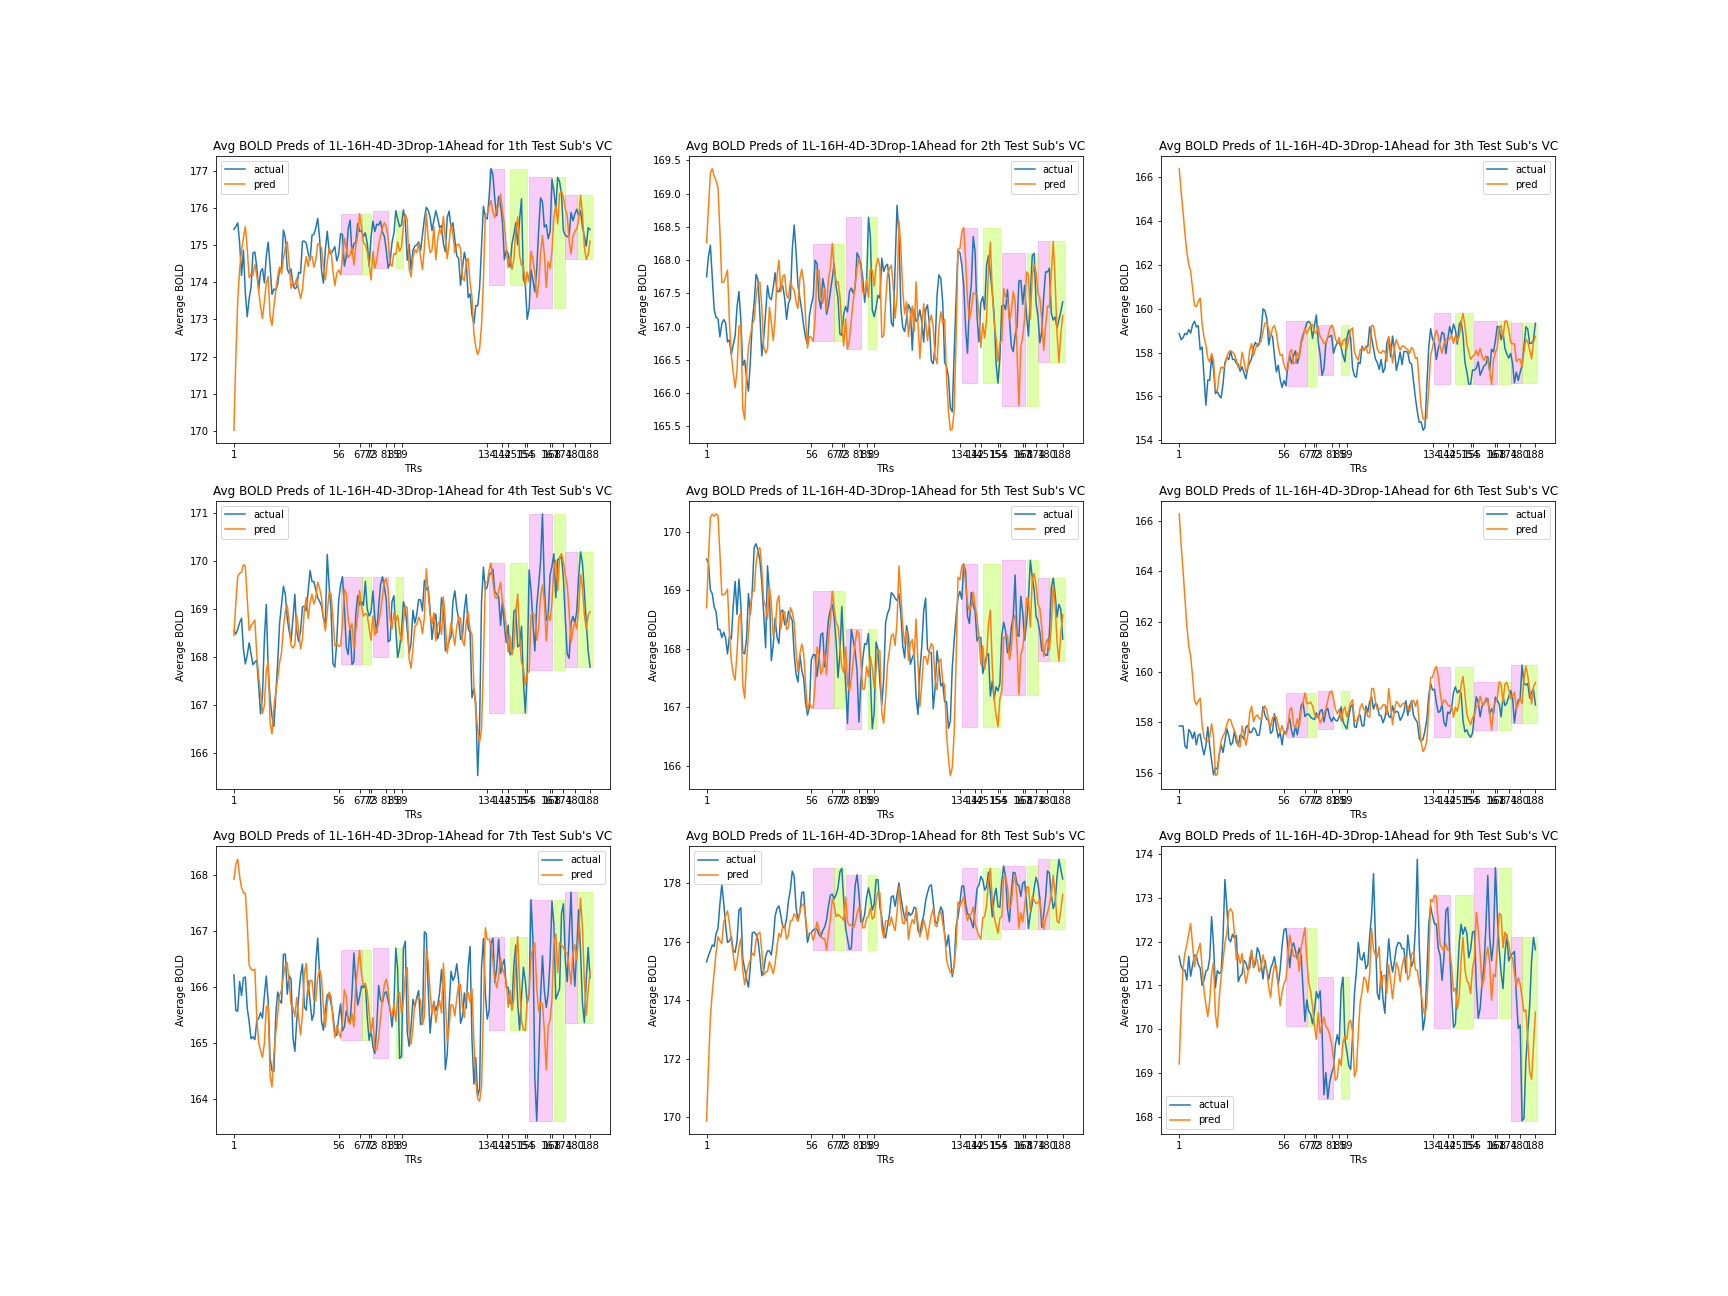 Avg BOLD Preds of 1L-16H-4D-3Drop-1Ahead for 1th Test Sub's VC
actual
pred
177
176
175
174
173
172
171
170
Average BOLD
1
56
134
188
TRs
Avg BOLD Preds of 1L-16H-4D-3Drop-1Ahead for 2th Test Sub's VC
actual
pred
169.5
169.0
168.5
168.0
167.5
167.0
166.5
166.0
165.5
Average BOLD
1
56
134
188
TRs
Avg BOLD Preds of 1L-16H-4D-3Drop-1Ahead for 3th Test Sub's VC
actual
pred
166
164
162
160
158
156
154
Average BOLD
1
56
134
188
TRs
Avg BOLD Preds of 1L-16H-4D-3Drop-1Ahead for 4th Test Sub's VC
actual
pred
171
170
169
168
167
166
Average BOLD
1
56
134
188
TRs
Avg BOLD Preds of 1L-16H-4D-3Drop-1Ahead for 5th Test Sub's VC
actual
pred
170
169
168
167
166
Average BOLD
1
56
134
188
TRs
Avg BOLD Preds of 1L-16H-4D-3Drop-1Ahead for 6th Test Sub's VC
actual
pred
166
164
162
160
158
156
Average BOLD
1
56
134
188
TRs
Avg BOLD Preds of 1L-16H-4D-3Drop-1Ahead for 7th Test Sub's VC
actual
pred
168
167
166
165
164
Average BOLD
1
56
134
188
TRs
Avg BOLD Preds of 1L-16H-4D-3Drop-1Ahead for 8th Test Sub's VC
actual
pred
178
176
174
172
170
Average BOLD
1
56
134
188
TRs
Avg BOLD Preds of 1L-16H-4D-3Drop-1Ahead for 9th Test Sub's VC
actual
pred
174
173
172
171
170
169
168
Average BOLD
1
56
134
188
TRs